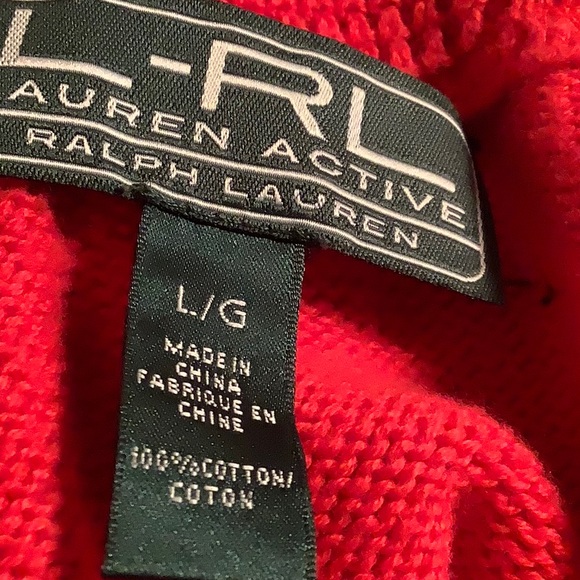 L-RL
LAUREN ACTIVE
RALPH LAUREN
L/G
MADE IN
CHINA
FABRIQUE EN
CHINE
100% COTTON/
COTON